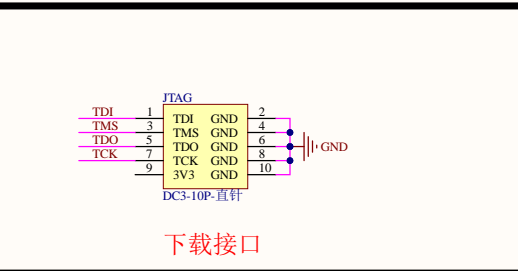 JTAG
TDI 1 TDI GND 2
TMS 3 TMS GND 4
TDO 5 TDO GND 6 GND
TCK 7 TCK GND 8
9 3V3 GND 10
DC3-10P-直针
下载接口